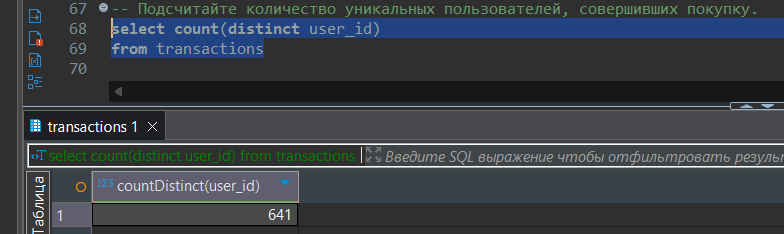 67 -- Подсчитайте количество уникальных пользователей, совершивших покупку.
68 select count(distinct user_id)
69 from transactions
70
transactions 1
select count(distinct user_id) from transactions Введите SQL выражение чтобы отфильтровать резуль
Таблица
123 countDistinct(user_id)
1 641